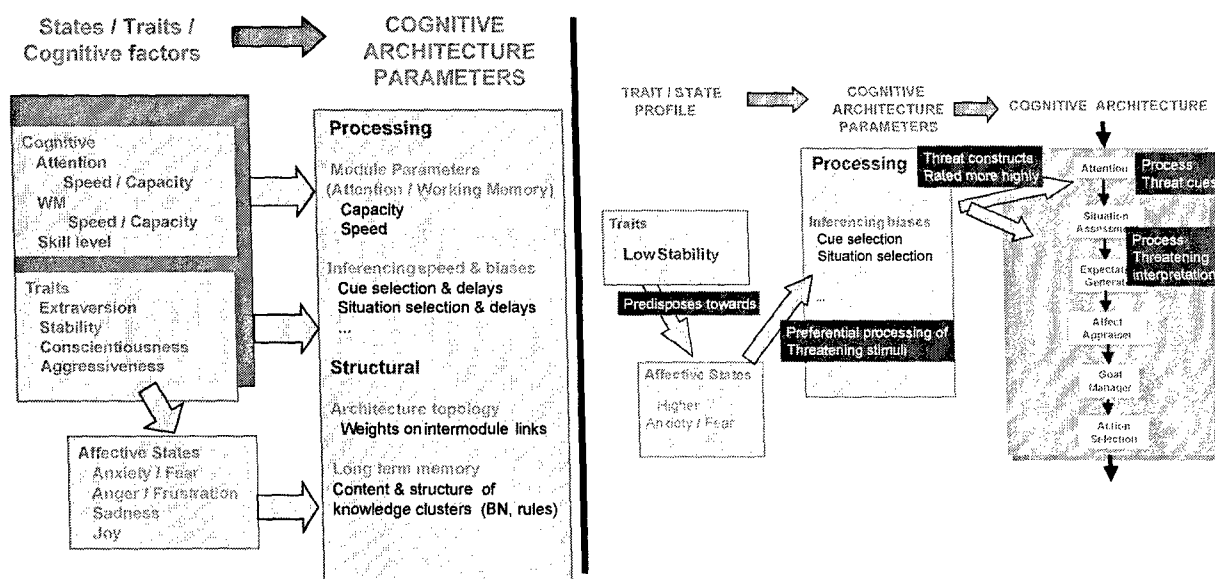 States / Traits /
Cognitive factors
COGNITIVE
ARCHITECTURE
PARAMETERS
Cognitive
Attention
Speed / Capacity
WM
Speed / Capacity
Skill level
Traits
Extraversion
Stability
Conscientiousness
Aggressiveness
Affective States
Anxiety / Fear
Anger / Frustration
Sadness
Joy
Processing
Module Parameters
(Attention / Working Memory)
Capacity
Speed
Inferencing speed & biases
Cue selection & delays
Situation selection & delays
...
Structural
Architecture topology
Weights on intermodule links
Long term memory
Content & structure of
knowledge clusters (BN, rules)
TRAIT / STATE
PROFILE
COGNITIVE
ARCHITECTURE
PARAMETERS
COGNITIVE ARCHITECTURE
Traits
Low Stability
Predisposes towards
Affective States
Higher
Anxiety / Fear
Processing
Inferencing biases
Cue selection
Situation selection
...
Threat constructs
Rated more highly
Preferential processing of
Threatening stimuli
Attention
Process
Threat cues
Situation
Process
Threatening
interpretation
Affect
Appraiser
Goal
Manager
Action
Selection